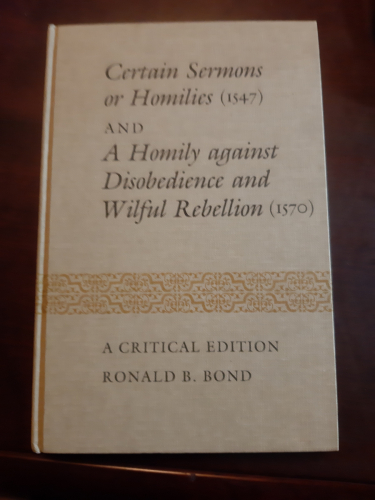 Certain Sermons
or Homilies (1547)
AND
A Homily against
Disobedience and
Wilful Rebellion (1570)
A CRITICAL EDITION
RONALD B. BOND